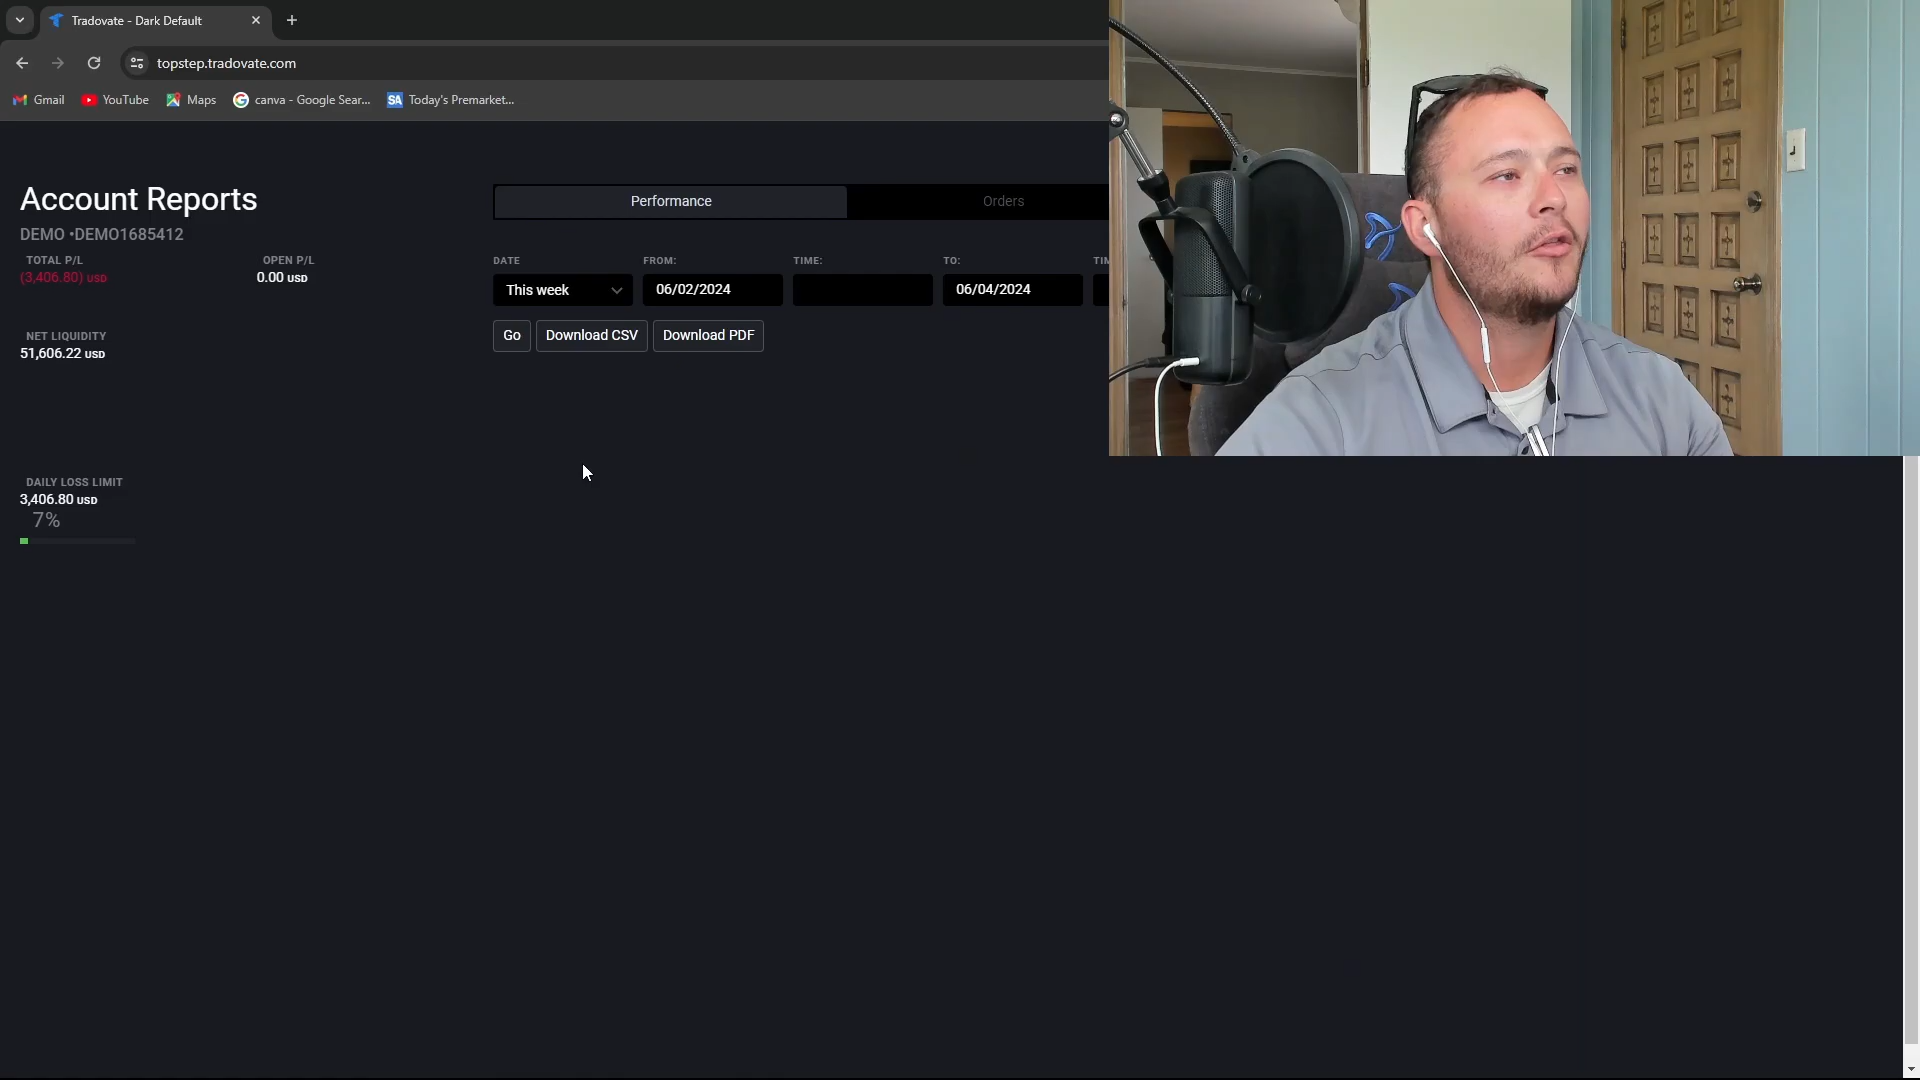 Tradovate - Dark Default
topstep.tradovate.com
Gmail
YouTube
Maps
canva - Google Sear...
SA
Today's Premarket...
Account Reports
DEMO •DEMO1685412
TOTAL P/L
OPEN P/L
(3,406.80) USD
0.00 USD
NET LIQUIDITY
51,606.22 USD
DAILY LOSS LIMIT
3,406.80 USD
7%
Performance
Orders
DATE
FROM:
TIME:
TO:
TIM
This week
06/02/2024
06/04/2024
Go
Download CSV
Download PDF